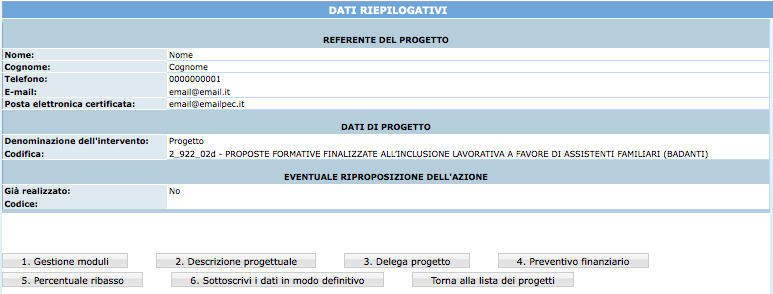 DATI RIEPILOGATIVI
REFERENTE DEL PROGETTO
Nome: Nome
Cognome: Cognome
Telefono: 0000000001
E-mail: email@email.it
Posta elettronica certificata: email@emailpec.it
DATI DI PROGETTO
Denominazione dell'intervento: Progetto
Codifica: 2_922_02d - PROPOSTE FORMATIVE FINALIZZATE ALL'INCLUSIONE LAVORATIVA A FAVORE DI ASSISTENTI FAMILIARI (BADANTI)
EVENTUALE RIPROPOSIZIONE DELL'AZIONE
Già realizzato: No
Codice:
1. Gestione moduli 2. Descrizione progettuale 3. Delega progetto 4. Preventivo finanziario
5. Percentuale ribasso 6. Sottoscrivi i dati in modo definitivo Torna alla lista dei progetti